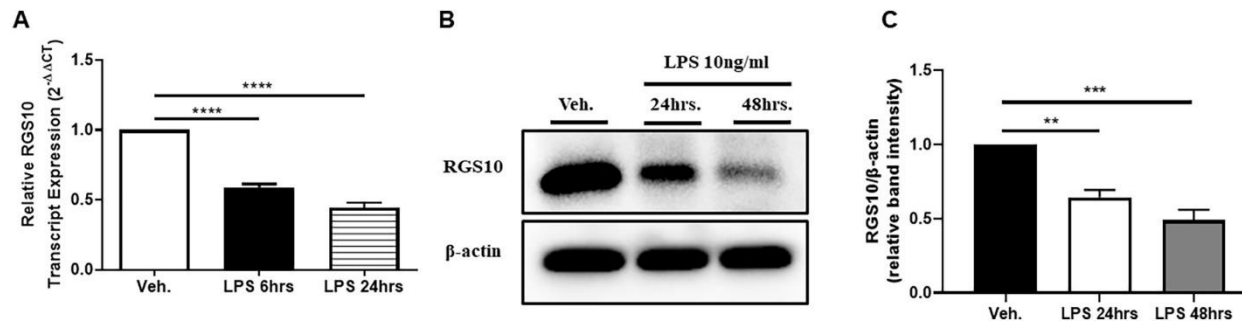 A
Relative RGS10
Transcript Expression (2^-ΔΔCT)
1.5
1.0
0.5
0.0
****
****
Veh.
LPS 6hrs
LPS 24hrs
B
LPS 10ng/ml
Veh.
24hrs.
48hrs.
RGS10
β-actin
C
RGS10/β-actin
(relative band intensity)
1.5
1.0
0.5
0.0
***
**
Veh.
LPS 24hrs
LPS 48hrs